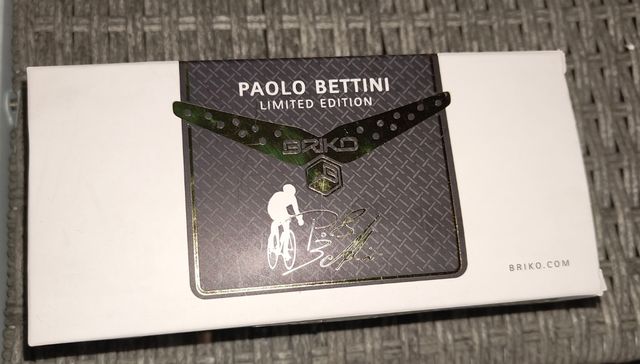 PAOLO BETTINI
LIMITED EDITION
BRIKO
BRIKO.COM